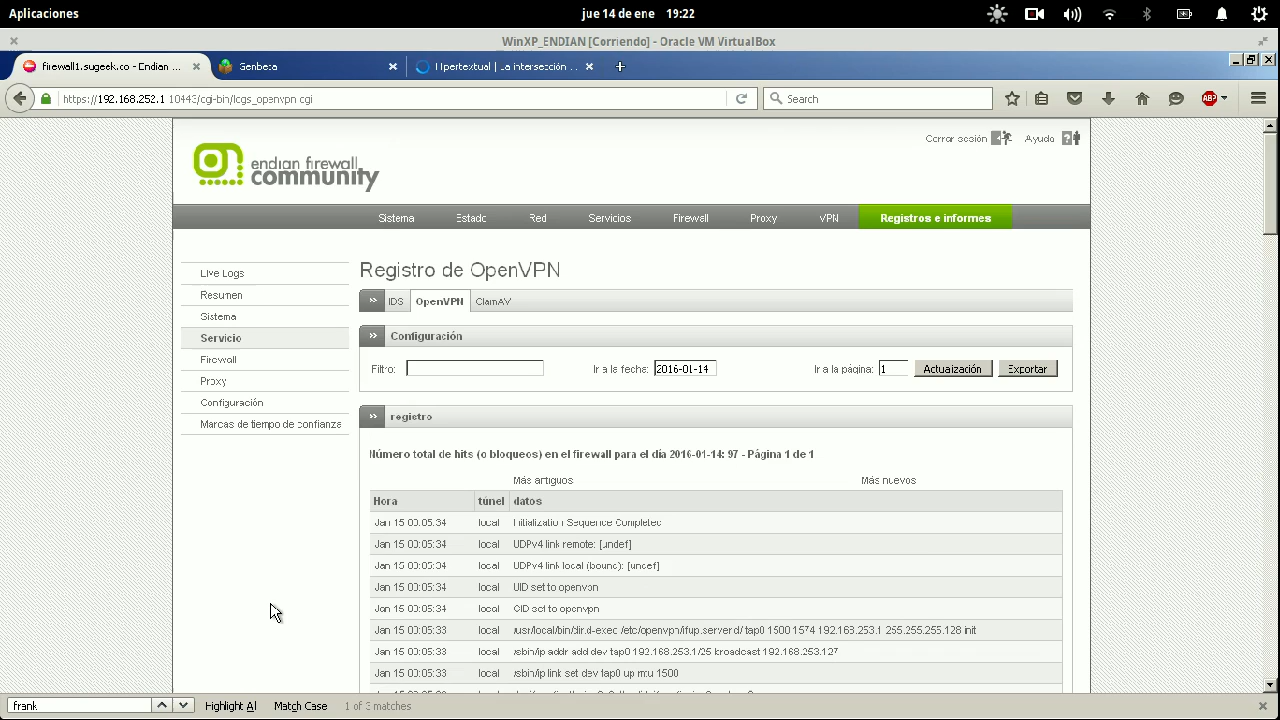 Aplicaciones jue 14 de ene 19:22
WinXP_ENDIAN [Corriendo] - Oracle VM VirtualBox
firewall1.sugeek.co - Endian ... Genbeta Hipertextual | La intersección ...
https://192.168.252.1:10443/cgi-bin/logs_openvpn.cgi Search ABP
Cerrar sesión Ayuda
endian firewall
community
Sistema Estado Red Servicios Firewall Proxy VPN Registros e informes
Live Logs
Resumen
Sistema
Servicio
Firewall
Proxy
Configuración
Marcas de tiempo de confianza
Registro de OpenVPN
IDS OpenVPN ClamAV
Configuración
Filtro: Ir a la fecha: 2016-01-14 Ir a la página: 1 Actualización Exportar
registro
Número total de hits (o bloqueos) en el firewall para el día 2016-01-14: 97 - Página 1 de 1
Más antiguos Más nuevos
Hora túnel datos
Jan 15 00:05:34 local Initialization Sequence Completed
Jan 15 00:05:34 local UDPv4 link remote: [undef]
Jan 15 00:05:34 local UDPv4 link local (bound): [undef]
Jan 15 00:05:34 local UID set to openvpn
Jan 15 00:05:34 local GID set to openvpn
Jan 15 00:05:33 local /usr/local/bin/dir.d-exec /etc/openvpn/ifup.server.d/ tap0 1500 1574 192.168.253.1 255.255.255.128 init
Jan 15 00:05:33 local /sbin/ip addr add dev tap0 192.168.253.1/25 broadcast 192.168.253.127
Jan 15 00:05:33 local /sbin/ip link set dev tap0 up mtu 1500
frank Highlight All Match Case 1 of 3 matches